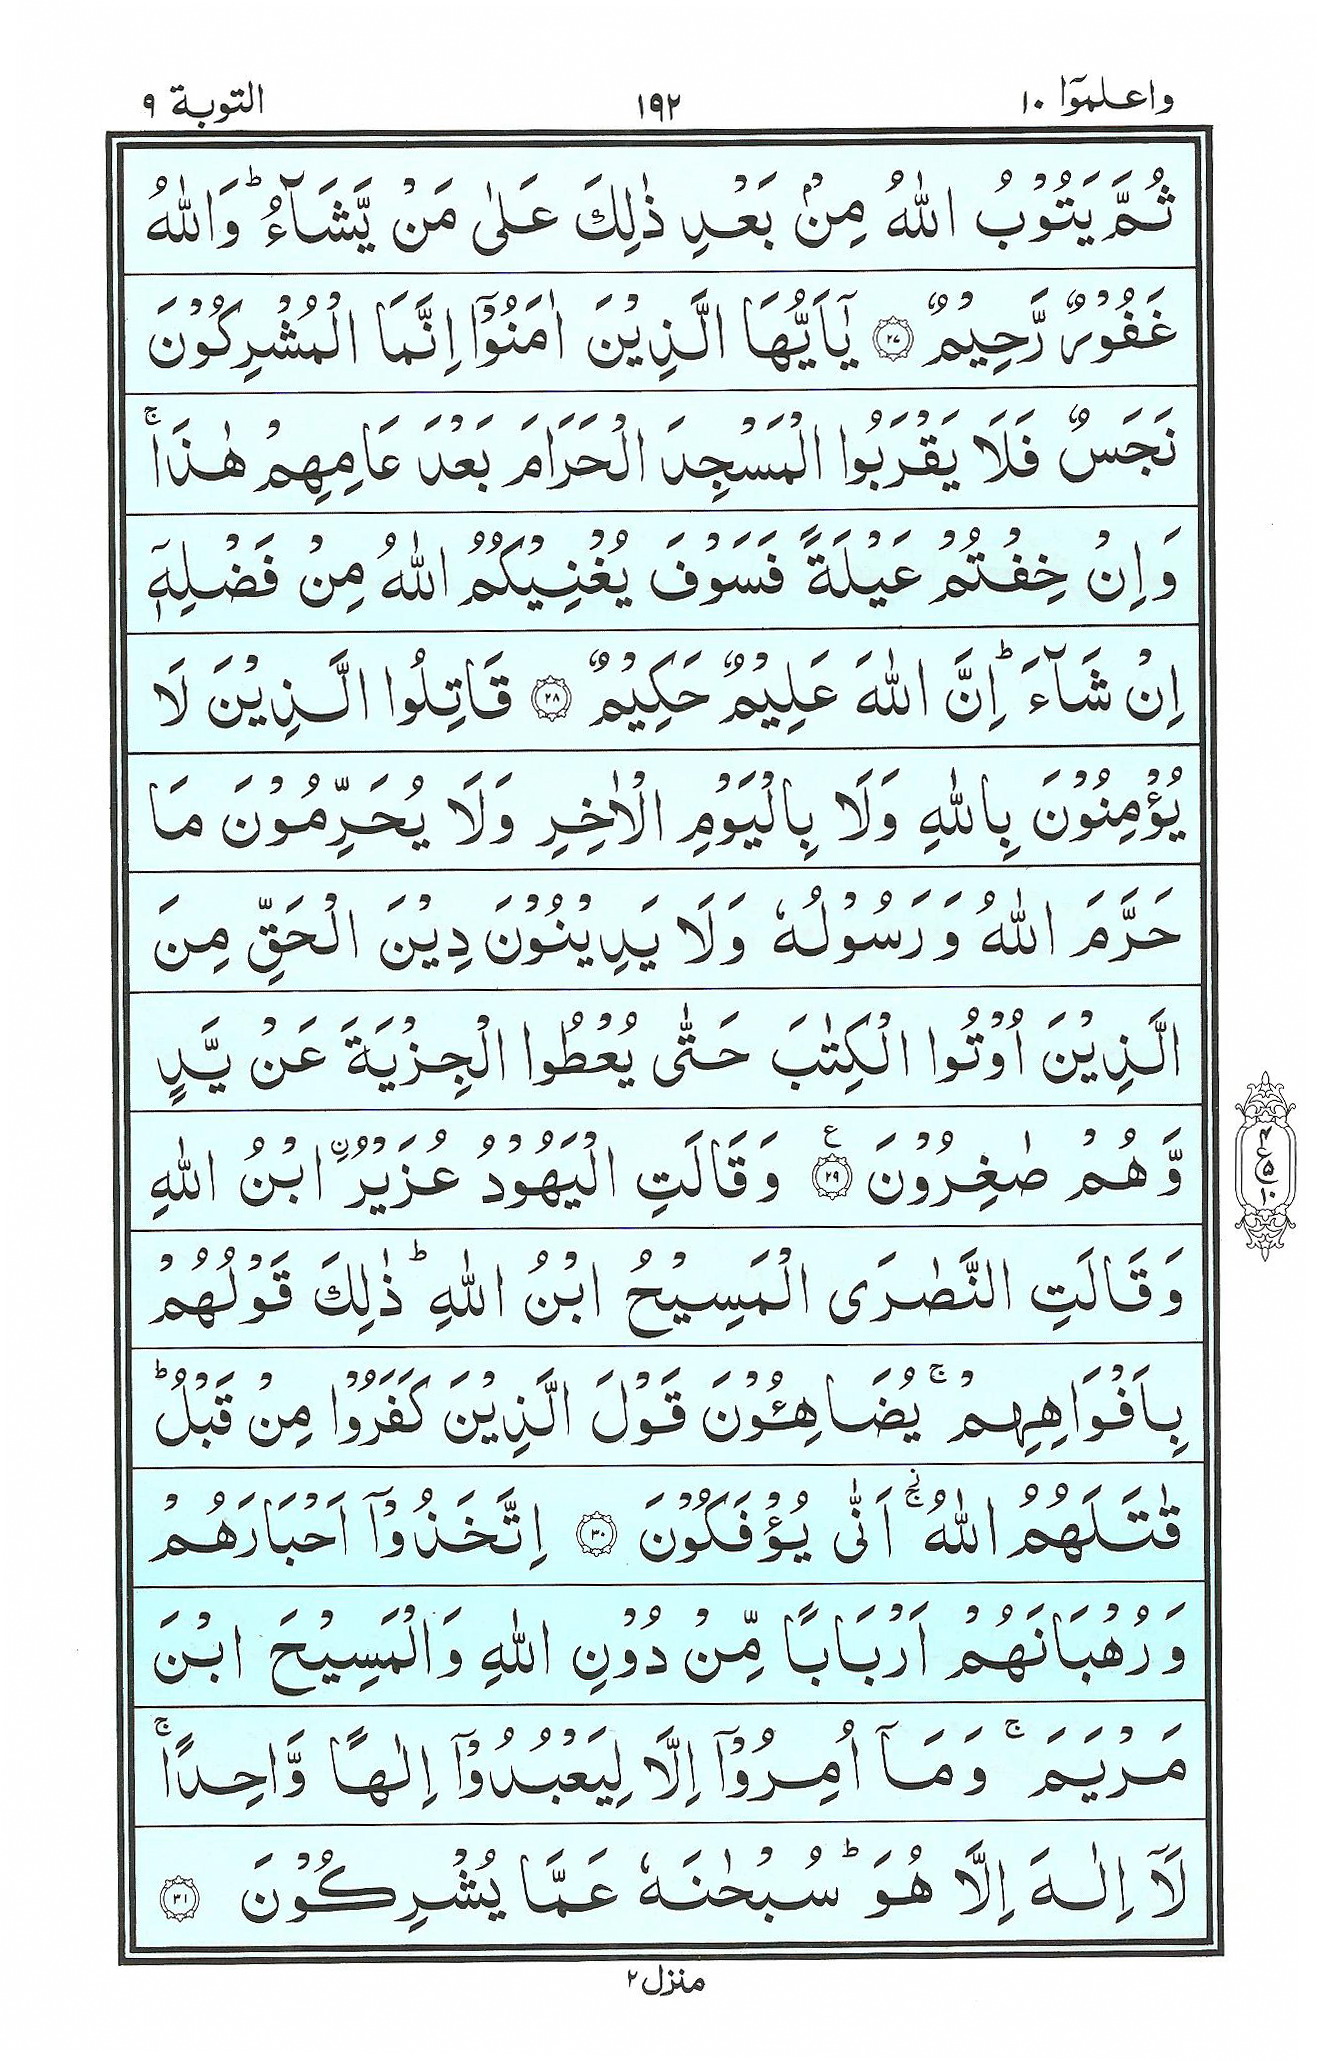 واعلموٓا ١٠
١٩٢
التوبة ٩
ثُمَّ يَتُوْبُ اللّٰهُ مِنْۢ بَعْدِ ذٰلِكَ عَلٰى مَنْ يَّشَآءُ ؕ وَاللّٰهُ
غَفُوْرٌ رَّحِيْمٌ ۝٢٧ يٰۤاَيُّهَا الَّذِيْنَ اٰمَنُوْۤا اِنَّمَا الْمُشْرِكُوْنَ
نَجَسٌ فَلَا يَقْرَبُوا الْمَسْجِدَ الْحَرَامَ بَعْدَ عَامِهِمْ هٰذَا ۚ
وَاِنْ خِفْتُمْ عَيْلَةً فَسَوْفَ يُغْنِيْكُمُ اللّٰهُ مِنْ فَضْلِهٖۤ
اِنْ شَآءَ ؕ اِنَّ اللّٰهَ عَلِيْمٌ حَكِيْمٌ ۝٢٨ قَاتِلُوا الَّذِيْنَ لَا
يُؤْمِنُوْنَ بِاللّٰهِ وَلَا بِالْيَوْمِ الْاٰخِرِ وَلَا يُحَرِّمُوْنَ مَا
حَرَّمَ اللّٰهُ وَرَسُوْلُهٗ وَلَا يَدِيْنُوْنَ دِيْنَ الْحَقِّ مِنَ
الَّذِيْنَ اُوْتُوا الْكِتٰبَ حَتّٰى يُعْطُوا الْجِزْيَةَ عَنْ يَّدٍ
وَّهُمْ صٰغِرُوْنَ ۝٢٩ ع وَقَالَتِ الْيَهُوْدُ عُزَيْرُ ِۨابْنُ اللّٰهِ
٤ ع ٥ ١٠
وَقَالَتِ النَّصٰرَى الْمَسِيْحُ ابْنُ اللّٰهِ ؕ ذٰلِكَ قَوْلُهُمْ
بِاَفْوَاهِهِمْ ۚ يُضَاهِئُوْنَ قَوْلَ الَّذِيْنَ كَفَرُوْا مِنْ قَبْلُ ؕ
قٰتَلَهُمُ اللّٰهُ ۚ اَنّٰى يُؤْفَكُوْنَ ۝٣٠ اِتَّخَذُوْۤا اَحْبَارَهُمْ
وَرُهْبَانَهُمْ اَرْبَابًا مِّنْ دُوْنِ اللّٰهِ وَالْمَسِيْحَ ابْنَ
مَرْيَمَ ۚ وَمَاۤ اُمِرُوْۤا اِلَّا لِيَعْبُدُوْۤا اِلٰهًا وَّاحِدًا ۚ
لَاۤ اِلٰهَ اِلَّا هُوَ ؕ سُبْحٰنَهٗ عَمَّا يُشْرِكُوْنَ ۝٣١
منزل ٢